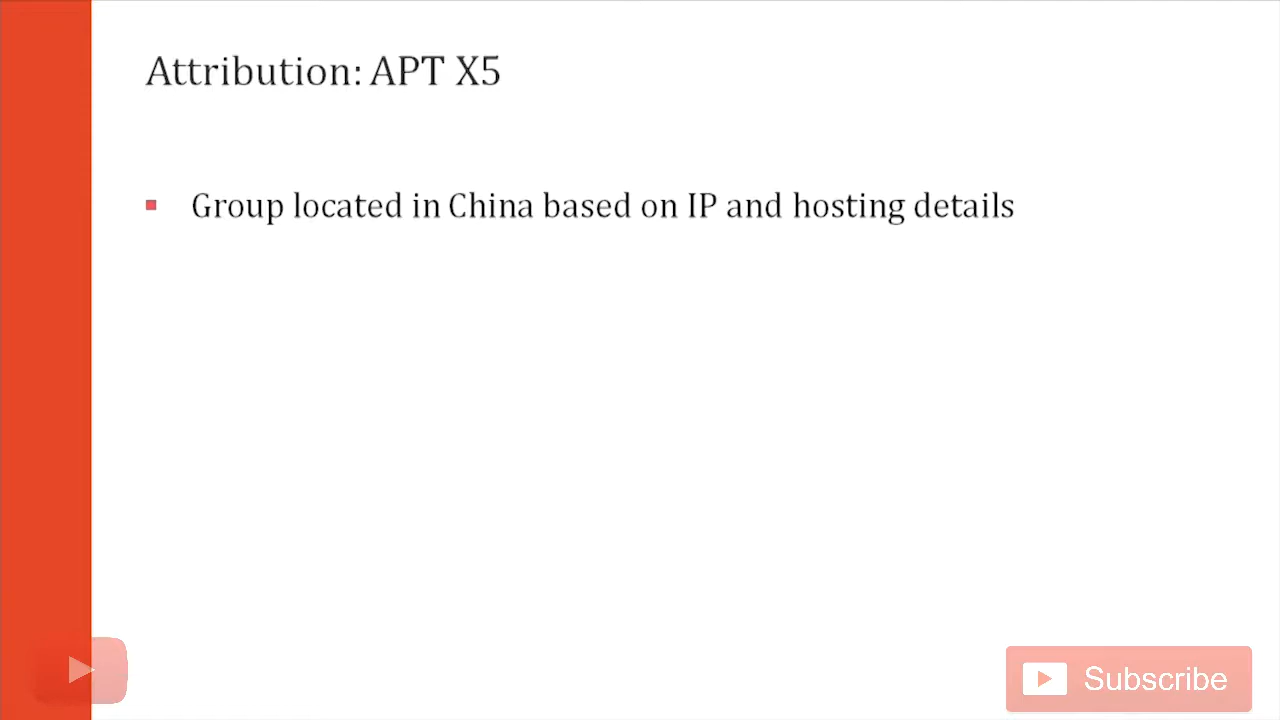 Attribution: APT X5
Group located in China based on IP and hosting details
Subscribe